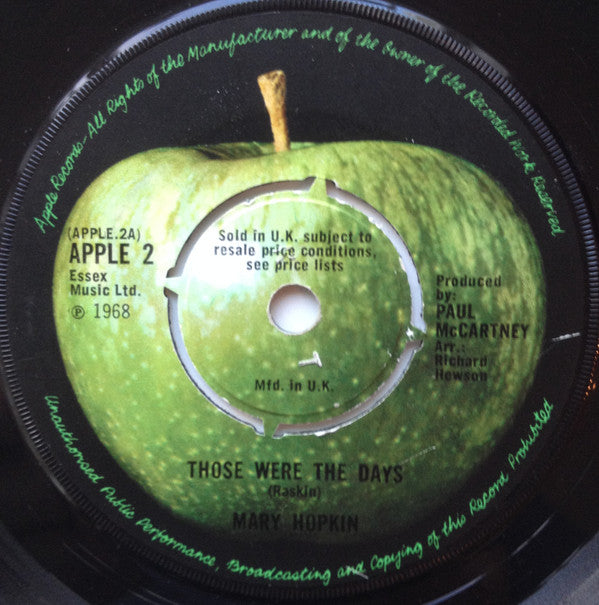 Apple Records-All Rights of the Manufacturer and of the Owner of the Recorded Work Reserved
(APPLE.2A)
APPLE 2
Essex
Music Ltd.
℗ 1968
Sold in U.K. subject to
resale price conditions,
see price lists
Produced
by:
PAUL
McCARTNEY
Arr.:
Richard
Hewson
1
Mfd. in U.K.
THOSE WERE THE DAYS
(Raskin)
MARY HOPKIN
Unauthorised Public Performance, Broadcasting and Copying of this Record Prohibited